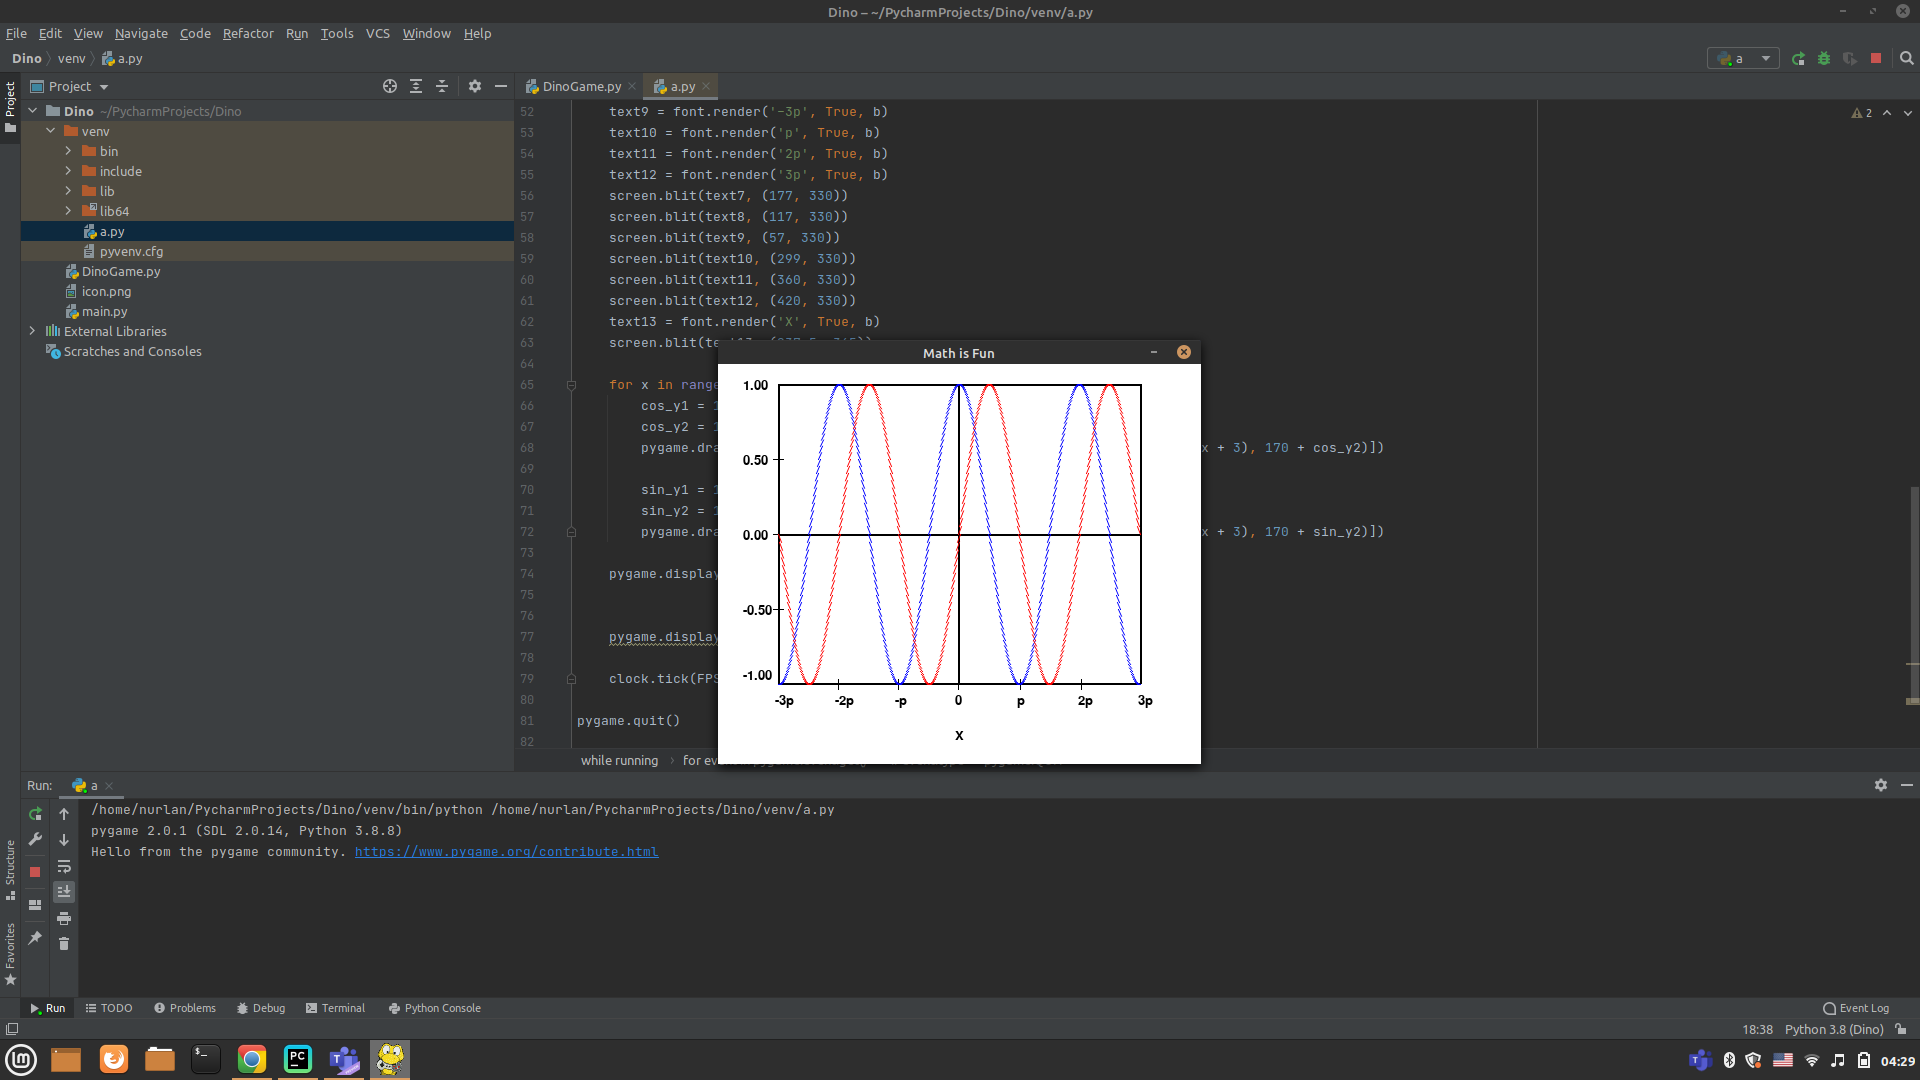 Dino – ~/PycharmProjects/Dino/venv/a.py
File Edit View Navigate Code Refactor Run Tools VCS Window Help
Dino venv a.py
a
Project
Project
DinoGame.py
a.py
Dino ~/PycharmProjects/Dino
venv
bin
include
lib
lib64
a.py
pyvenv.cfg
DinoGame.py
icon.png
main.py
External Libraries
Scratches and Consoles
2
52 text9 = font.render('-3p', True, b)
53 text10 = font.render('p', True, b)
54 text11 = font.render('2p', True, b)
55 text12 = font.render('3p', True, b)
56 screen.blit(text7, (177, 330))
57 screen.blit(text8, (117, 330))
58 screen.blit(text9, (57, 330))
59 screen.blit(text10, (299, 330))
60 screen.blit(text11, (360, 330))
61 screen.blit(text12, (420, 330))
62 text13 = font.render('X', True, b)
63 screen.blit(te
64
65 for x in range
66 cos_y1 =
67 cos_y2 =
68 pygame.dra x + 3), 170 + cos_y2)])
69
70 sin_y1 =
71 sin_y2 =
72 pygame.dra x + 3), 170 + sin_y2)])
73
74 pygame.display
75
76
77 pygame.display
78
79 clock.tick(FPS
80
81 pygame.quit()
82
while running for ev
Math is Fun
1.00
0.50
0.00
-0.50
-1.00
-3p -2p -p 0 p 2p 3p
X
Run: a
/home/nurlan/PycharmProjects/Dino/venv/bin/python /home/nurlan/PycharmProjects/Dino/venv/a.py
pygame 2.0.1 (SDL 2.0.14, Python 3.8.8)
Hello from the pygame community. https://www.pygame.org/contribute.html
Structure
Favorites
Run TODO Problems Debug Terminal Python Console Event Log
18:38 Python 3.8 (Dino)
04:29